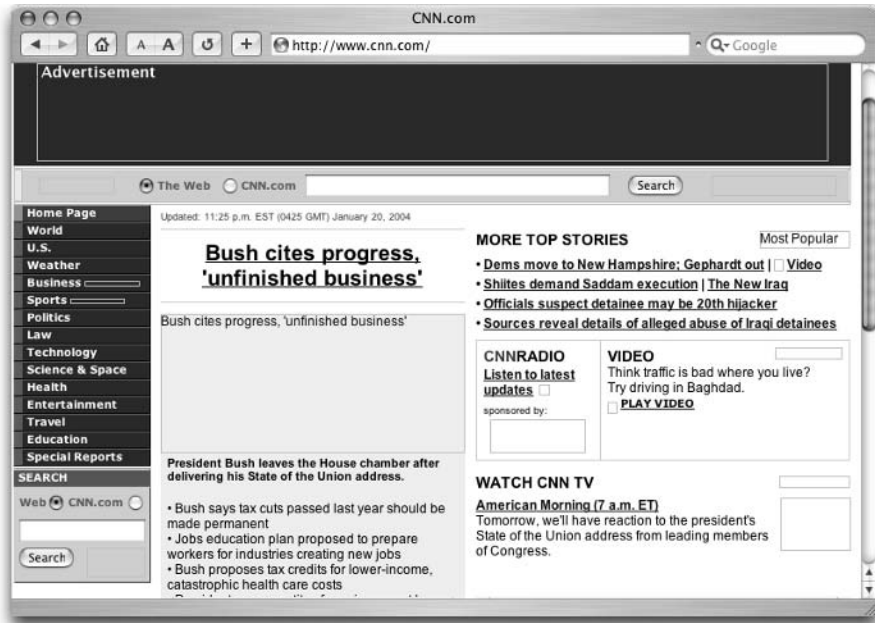 CNN.com
A A
http://www.cnn.com/
Google
Advertisement
The Web CNN.com
Search
Home Page
World
U.S.
Weather
Business
Sports
Politics
Law
Technology
Science & Space
Health
Entertainment
Travel
Education
Special Reports
SEARCH
Web CNN.com
Search
Updated: 11:25 p.m. EST (0425 GMT) January 20, 2004
Bush cites progress,
'unfinished business'
Bush cites progress, 'unfinished business'
President Bush leaves the House chamber after
delivering his State of the Union address.
• Bush says tax cuts passed last year should be
made permanent
• Jobs education plan proposed to prepare
workers for industries creating new jobs
• Bush proposes tax credits for lower-income,
catastrophic health care costs
MORE TOP STORIES
Most Popular
• Dems move to New Hampshire; Gephardt out | Video
• Shiites demand Saddam execution | The New Iraq
• Officials suspect detainee may be 20th hijacker
• Sources reveal details of alleged abuse of Iraqi detainees
CNNRADIO
Listen to latest
updates
sponsored by:
VIDEO
Think traffic is bad where you live?
Try driving in Baghdad.
PLAY VIDEO
WATCH CNN TV
American Morning (7 a.m. ET)
Tomorrow, we'll have reaction to the president's
State of the Union address from leading members
of Congress.